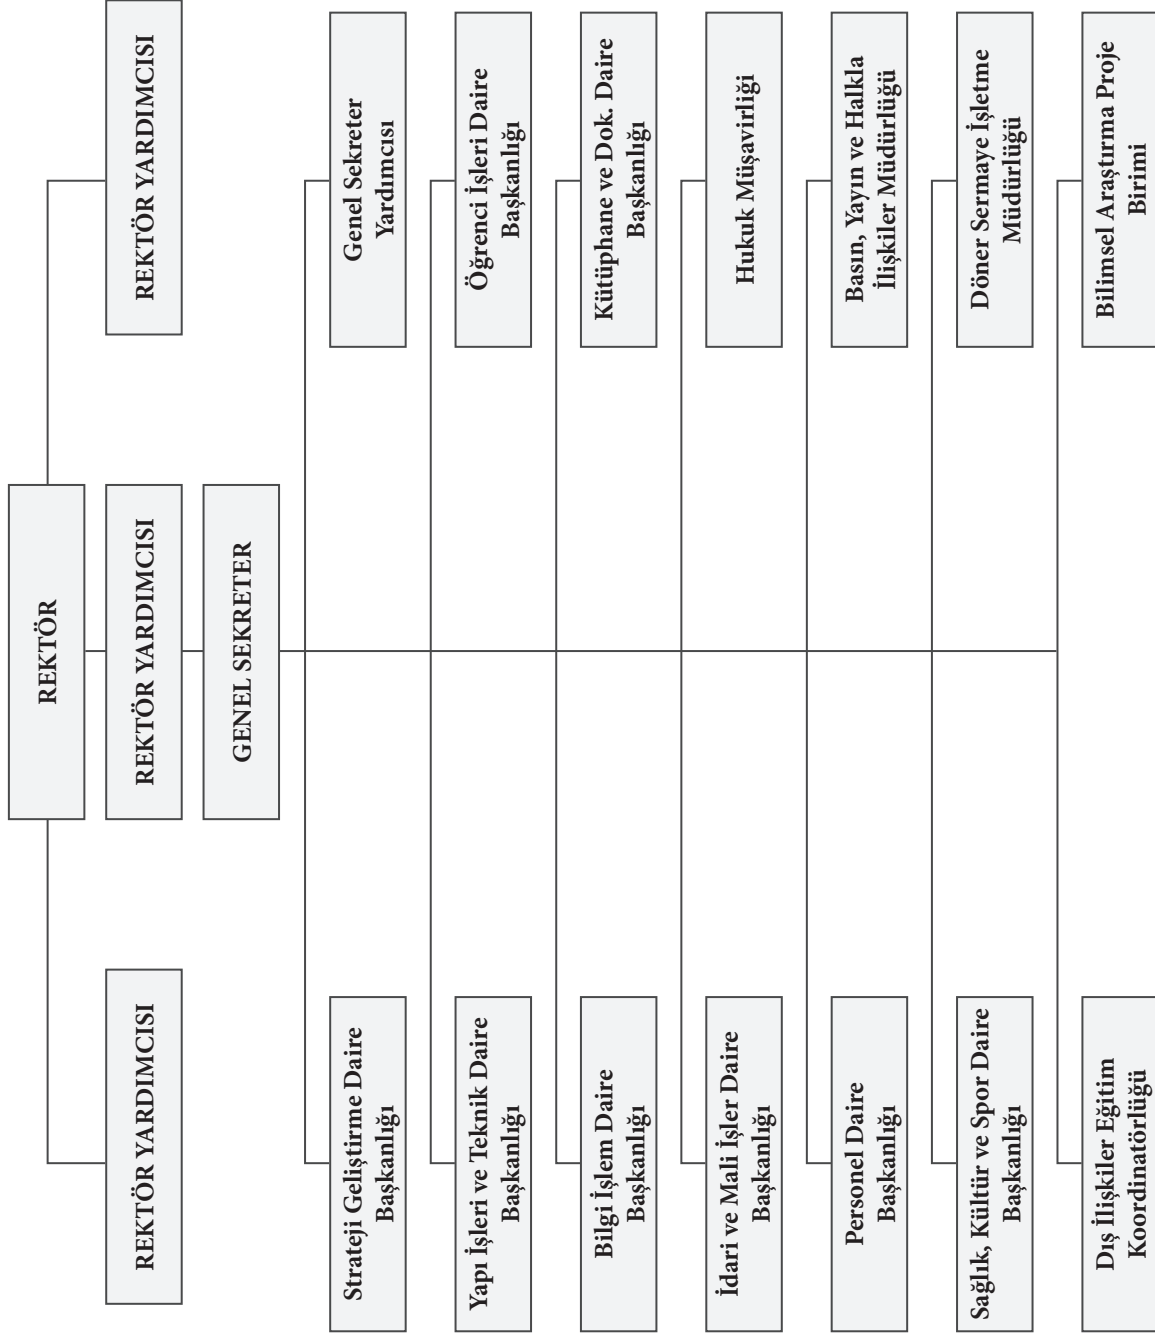 REKTÖR
REKTÖR YARDIMCISI
REKTÖR YARDIMCISI
REKTÖR YARDIMCISI
GENEL SEKRETER
Strateji Geliştirme Daire
Başkanlığı
Genel Sekreter
Yardımcısı
Yapı İşleri ve Teknik Daire
Başkanlığı
Öğrenci İşleri Daire
Başkanlığı
Bilgi İşlem Daire
Başkanlığı
Kütüphane ve Dok. Daire
Başkanlığı
İdari ve Mali İşler Daire
Başkanlığı
Hukuk Müşavirliği
Personel Daire
Başkanlığı
Basın, Yayın ve Halkla
İlişkiler Müdürlüğü
Sağlık, Kültür ve Spor Daire
Başkanlığı
Döner Sermaye İşletme
Müdürlüğü
Dış İlişkiler Eğitim
Koordinatörlüğü
Bilimsel Araştırma Proje
Birimi